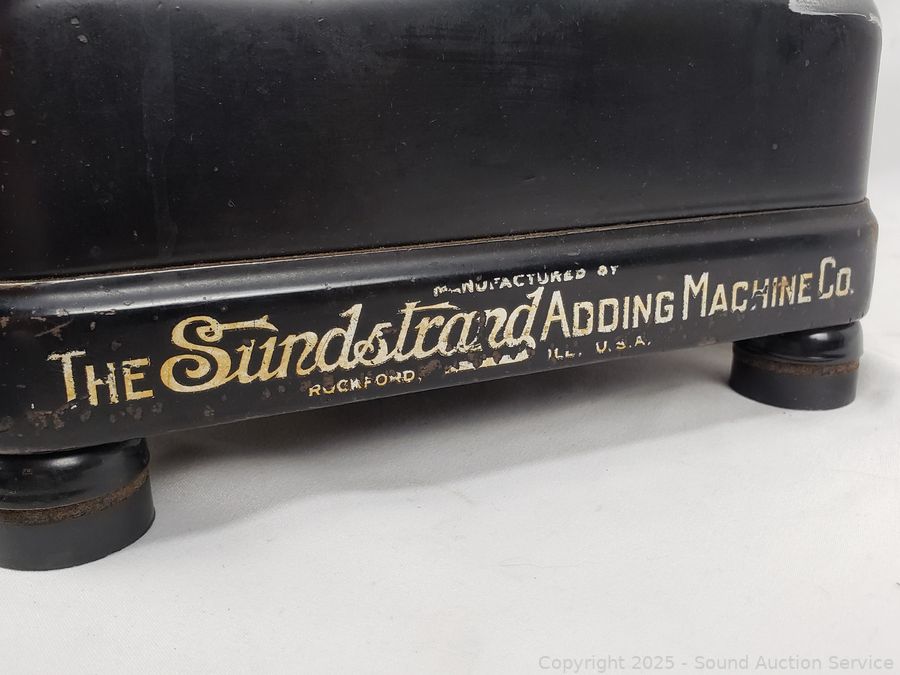 MANUFACTURED BY
THE Sundstrand ADDING MACHINE CO.
ROCKFORD, ILL. U.S.A.
Copyright 2025 - Sound Auction Service